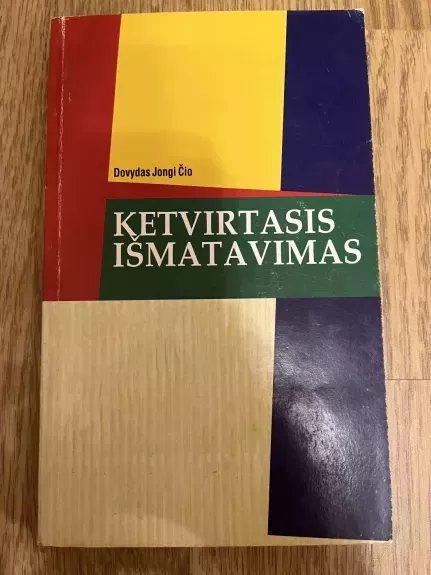 Dovydas Jongi Čio
KETVIRTASIS
IŠMATAVIMAS